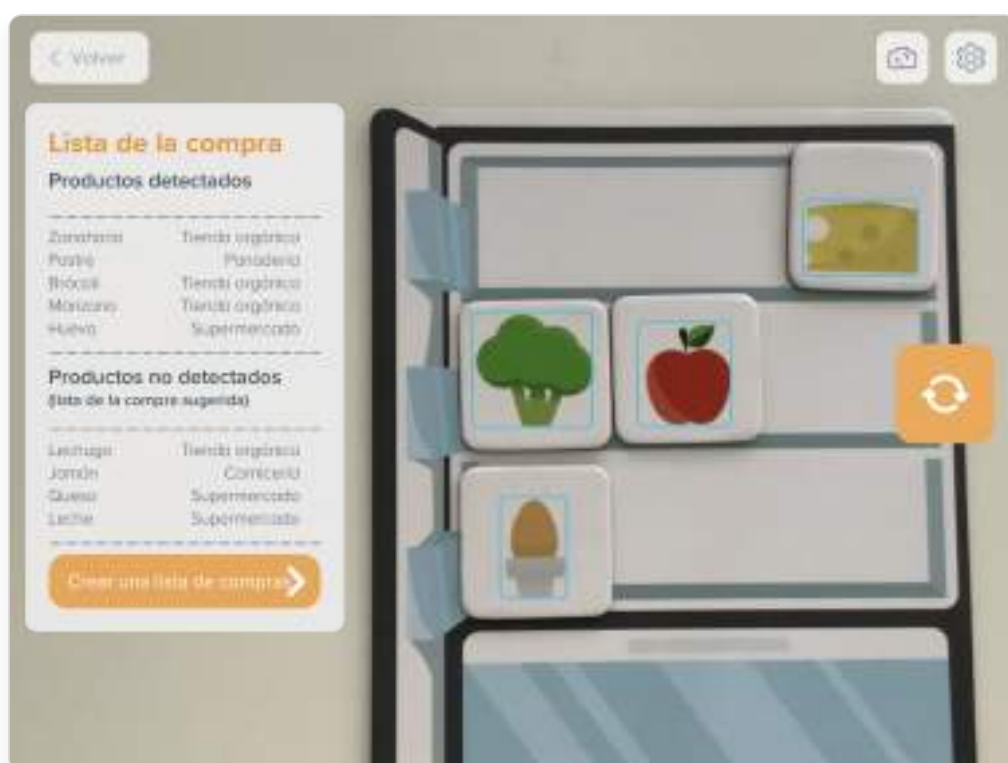 Volver
Lista de la compra
Productos detectados
Zanahoria Tienda orgánica
Postre Panadería
Brócoli Tienda orgánica
Manzana Tienda orgánica
Huevo Supermercado
Productos no detectados
(lista de la compra sugerida)
Lechuga Tienda orgánica
Jamón Carnicería
Queso Supermercado
Leche Supermercado
Crear una lista de compras